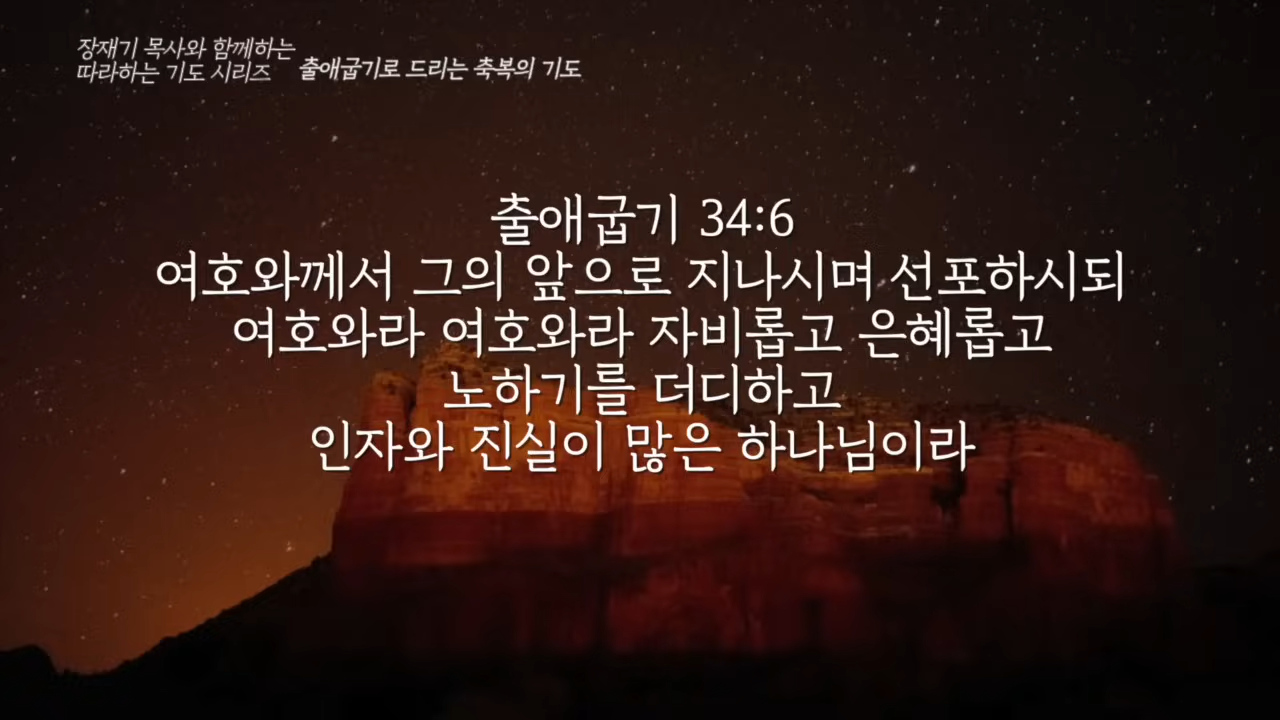 장재기 목사와 함께하는
따라하는 기도 시리즈 출애굽기로 드리는 축복의 기도
출애굽기 34:6
여호와께서 그의 앞으로 지나시며 선포하시되
여호와라 여호와라 자비롭고 은혜롭고
노하기를 더디하고
인자와 진실이 많은 하나님이라